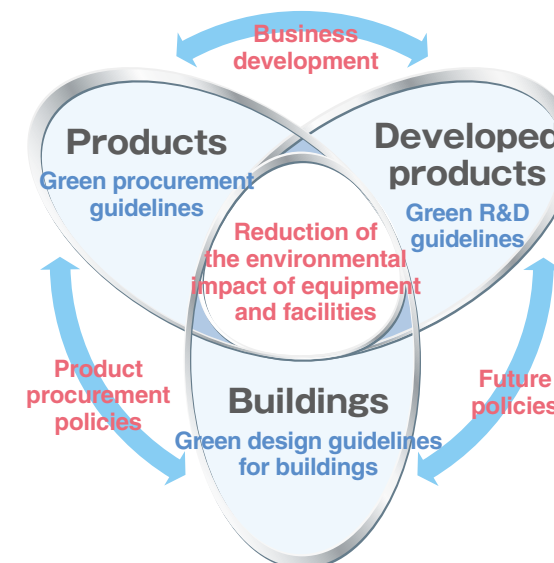 Business
development
Products
Green procurement
guidelines
Developed
products
Green R&D
guidelines
Reduction of
the environmental
impact of equipment
and facilities
Product
procurement
policies
Future
policies
Buildings
Green design guidelines
for buildings